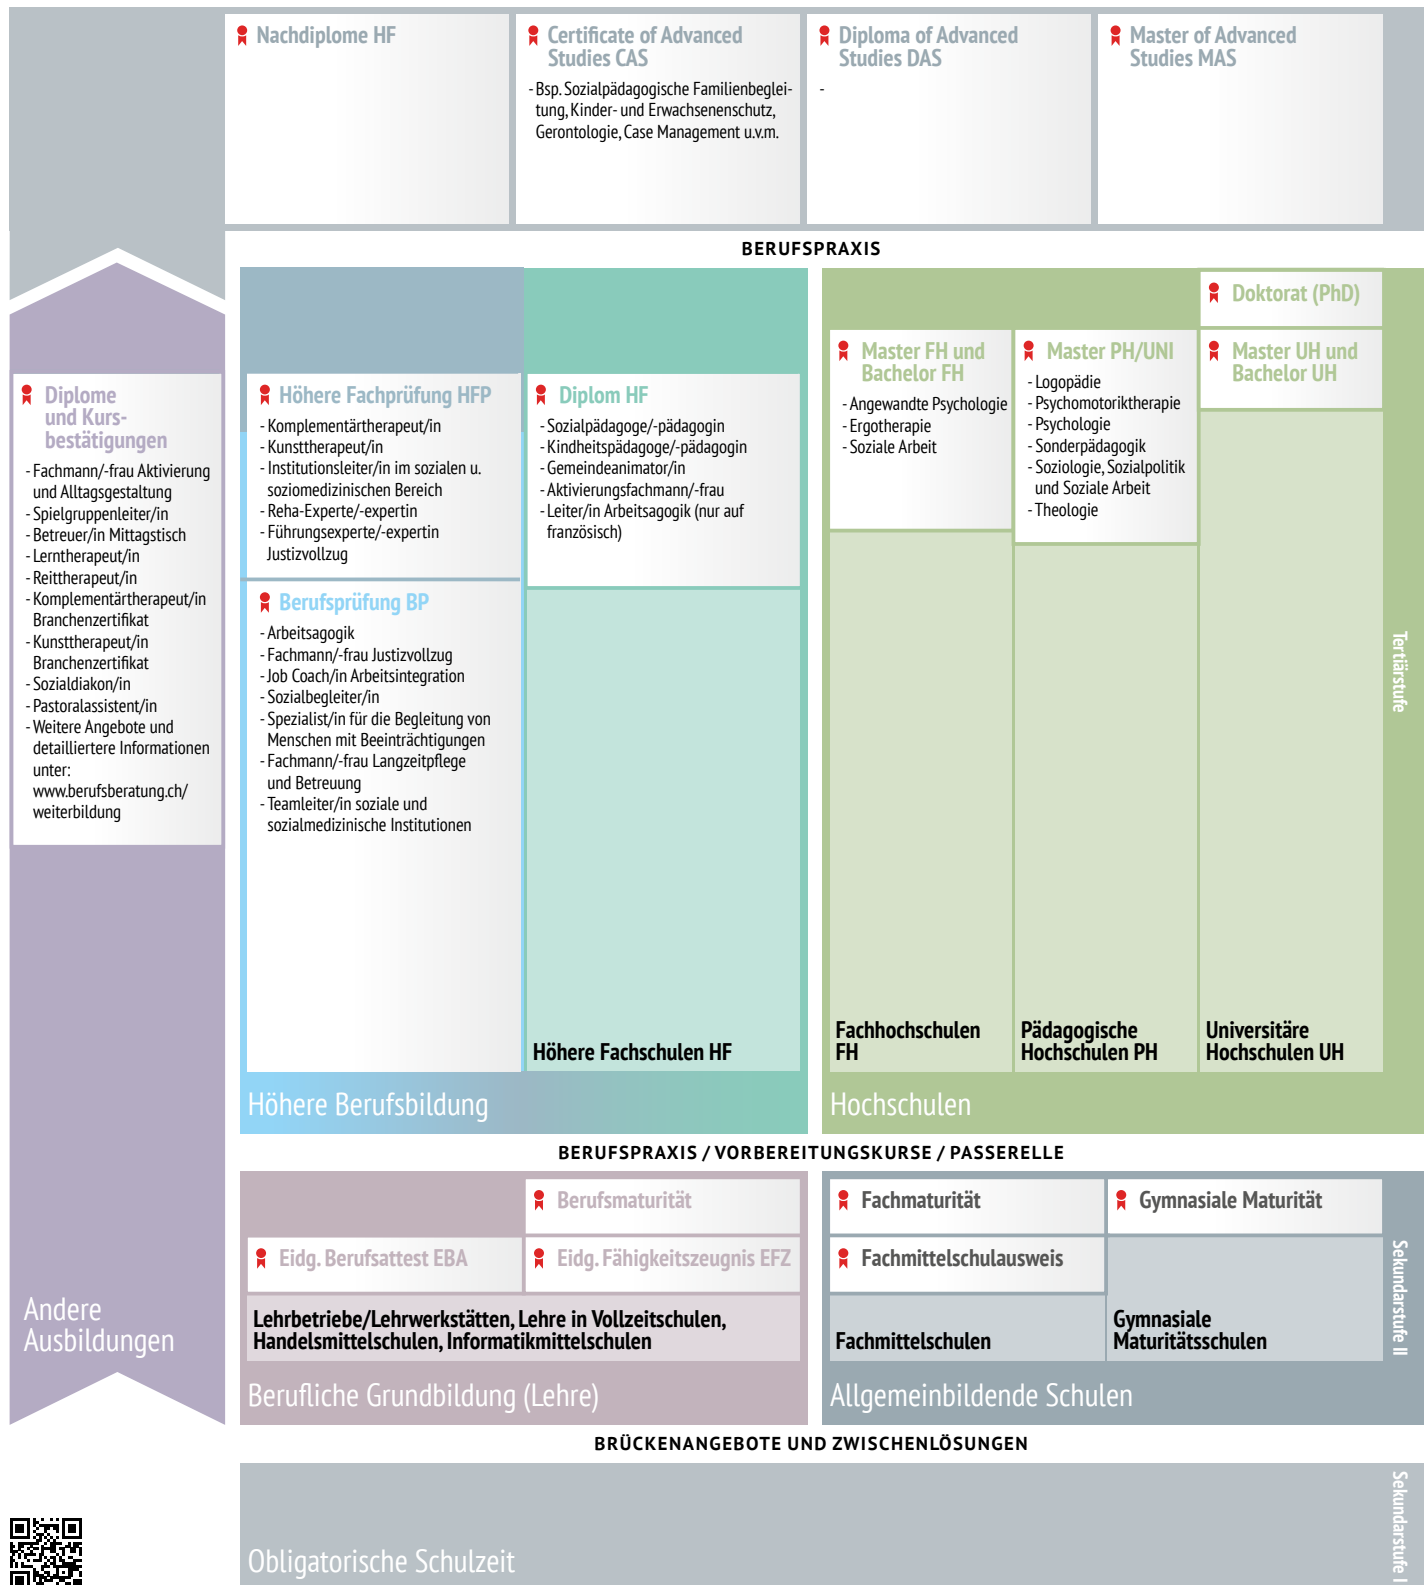 Nachdiplome HF
Certificate of Advanced
Studies CAS
- Bsp. Sozialpädagogische Familienbeglei-
tung, Kinder- und Erwachsenenschutz,
Gerontologie, Case Management u.v.m.
Diploma of Advanced
Studies DAS
-
Master of Advanced
Studies MAS
BERUFSPRAXIS
Diplome
und Kurs-
bestätigungen
- Fachmann/-frau Aktivierung
und Alltagsgestaltung
- Spielgruppenleiter/in
- Betreuer/in Mittagstisch
- Lerntherapeut/in
- Reittherapeut/in
- Komplementärtherapeut/in
Branchenzertifikat
- Kunsttherapeut/in
Branchenzertifikat
- Sozialdiakon/in
- Pastoralassistent/in
- Weitere Angebote und
detailliertere Informationen
unter:
www.berufsberatung.ch/
weiterbildung
Andere
Ausbildungen
Höhere Fachprüfung HFP
- Komplementärtherapeut/in
- Kunsttherapeut/in
- Institutionsleiter/in im sozialen u.
soziomedizinischen Bereich
- Reha-Experte/-expertin
- Führungsexperte/-expertin
Justizvollzug
Berufsprüfung BP
- Arbeitsagogik
- Fachmann/-frau Justizvollzug
- Job Coach/in Arbeitsintegration
- Sozialbegleiter/in
- Spezialist/in für die Begleitung von
Menschen mit Beeinträchtigungen
- Fachmann/-frau Langzeitpflege
und Betreuung
- Teamleiter/in soziale und
sozialmedizinische Institutionen
Diplom HF
- Sozialpädagoge/-pädagogin
- Kindheitspädagoge/-pädagogin
- Gemeindeanimator/in
- Aktivierungsfachmann/-frau
- Leiter/in Arbeitsagogik (nur auf
französisch)
Höhere Fachschulen HF
Höhere Berufsbildung
Master FH und
Bachelor FH
- Angewandte Psychologie
- Ergotherapie
- Soziale Arbeit
Fachhochschulen
FH
Master PH/UNI
- Logopädie
- Psychomotoriktherapie
- Psychologie
- Sonderpädagogik
- Soziologie, Sozialpolitik
und Soziale Arbeit
- Theologie
Pädagogische
Hochschulen PH
Doktorat (PhD)
Master UH und
Bachelor UH
Universitäre
Hochschulen UH
Hochschulen
Tertiärstufe
BERUFSPRAXIS / VORBEREITUNGSKURSE / PASSERELLE
Berufsmaturität
Eidg. Berufsattest EBA
Eidg. Fähigkeitszeugnis EFZ
Lehrbetriebe/Lehrwerkstätten, Lehre in Vollzeitschulen,
Handelsmittelschulen, Informatikmittelschulen
Berufliche Grundbildung (Lehre)
Fachmaturität
Fachmittelschulausweis
Fachmittelschulen
Gymnasiale Maturität
Gymnasiale
Maturitätsschulen
Allgemeinbildende Schulen
Sekundarstufe II
BRÜCKENANGEBOTE UND ZWISCHENLÖSUNGEN
Obligatorische Schulzeit
Sekundarstufe I